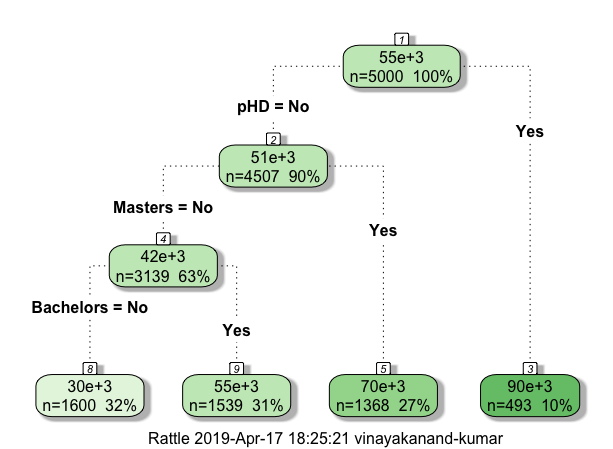 1
55e+3
n=5000 100%
pHD = No
Yes
2
51e+3
n=4507 90%
Masters = No
Yes
4
42e+3
n=3139 63%
Bachelors = No
Yes
8
30e+3
n=1600 32%
9
55e+3
n=1539 31%
5
70e+3
n=1368 27%
3
90e+3
n=493 10%
Rattle 2019-Apr-17 18:25:21 vinayakanand-kumar